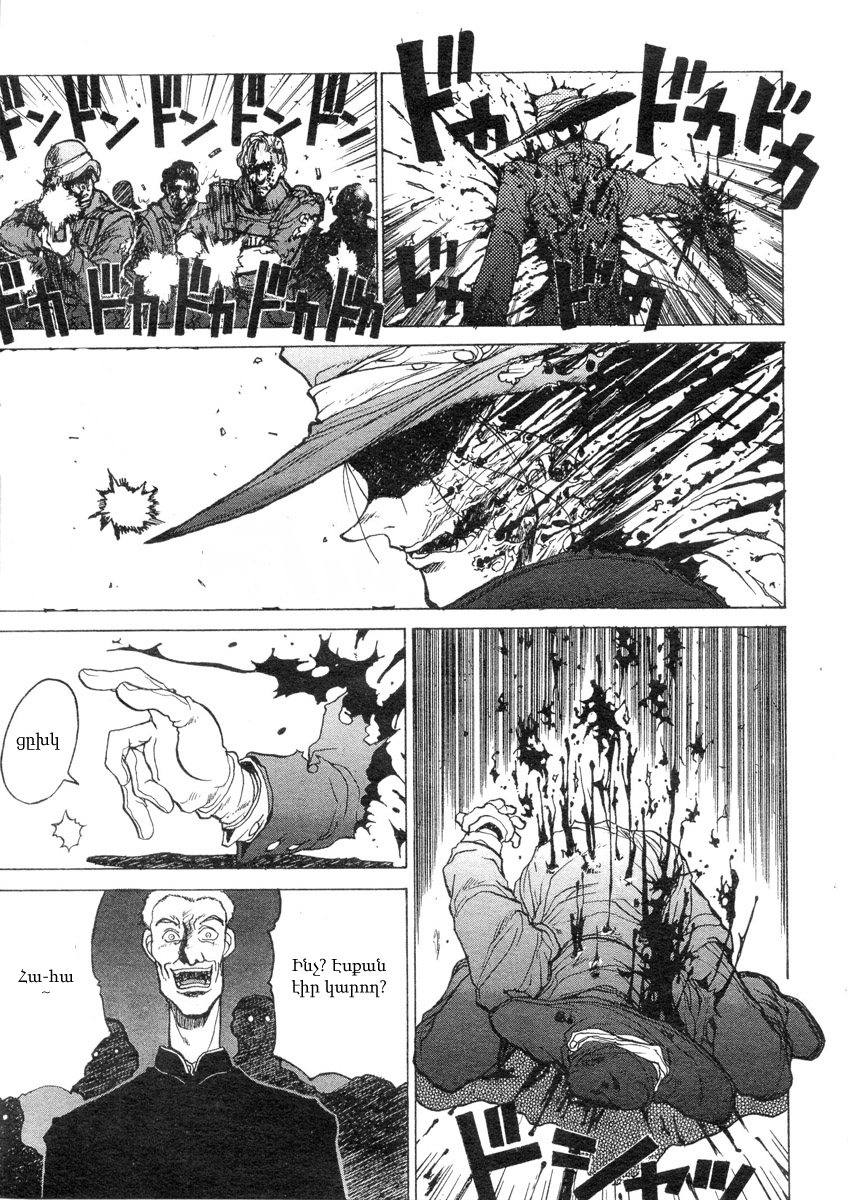 ドカ
ドカドカ
ドカ
ドカ
ドンドンドンドンドン
ドカドカドカドカドカ
ցըխկ
ドシャッ
Ինչ? Էսքան
էիր կարող?
Հա-հա
~